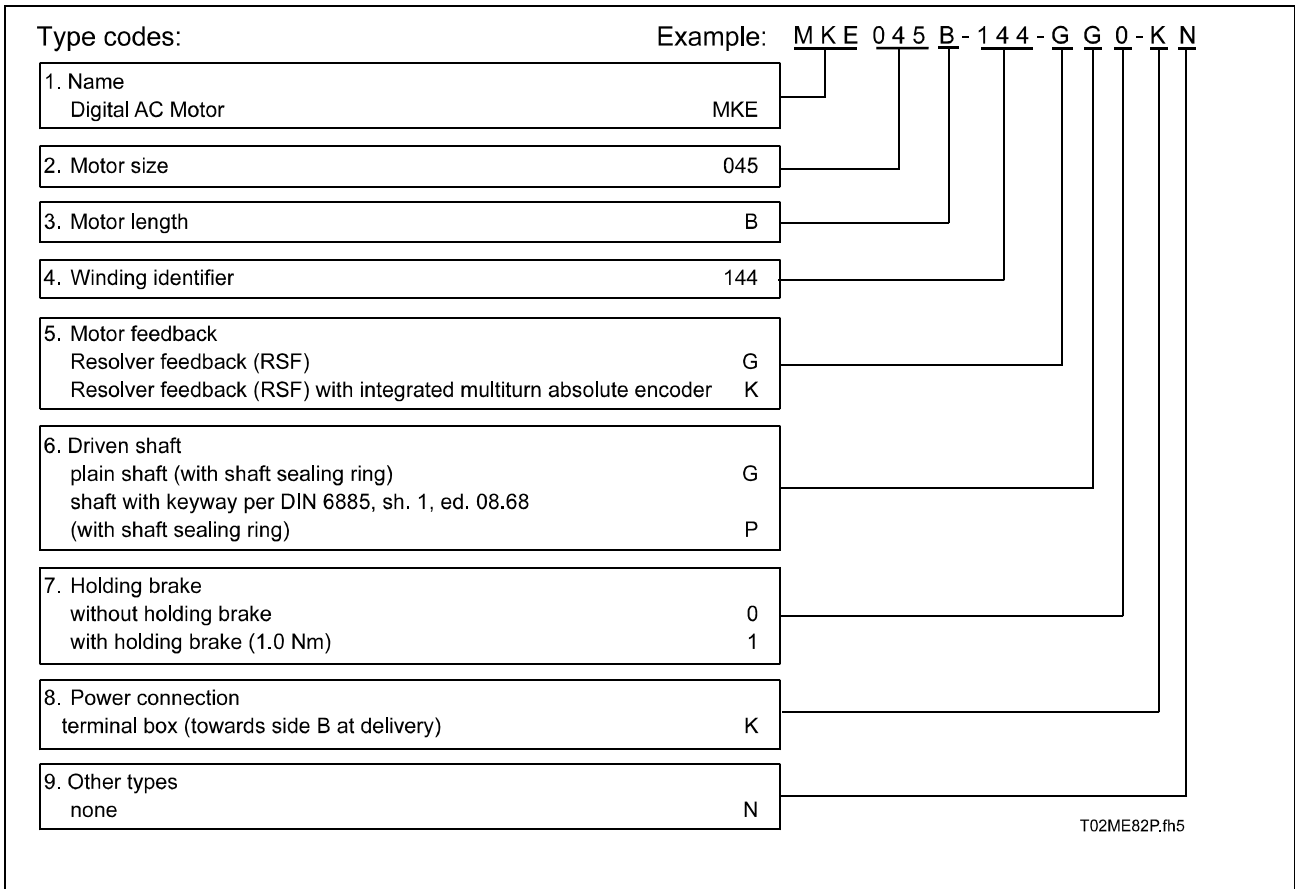 Type codes: Example: MKE 045 B - 144 - G G 0 - K N
1. Name
Digital AC Motor MKE
2. Motor size 045
3. Motor length B
4. Winding identifier 144
5. Motor feedback
Resolver feedback (RSF) G
Resolver feedback (RSF) with integrated multiturn absolute encoder K
6. Driven shaft
plain shaft (with shaft sealing ring) G
shaft with keyway per DIN 6885, sh. 1, ed. 08.68
(with shaft sealing ring) P
7. Holding brake
without holding brake 0
with holding brake (1.0 Nm) 1
8. Power connection
terminal box (towards side B at delivery) K
9. Other types
none N
T02ME82P.fh5